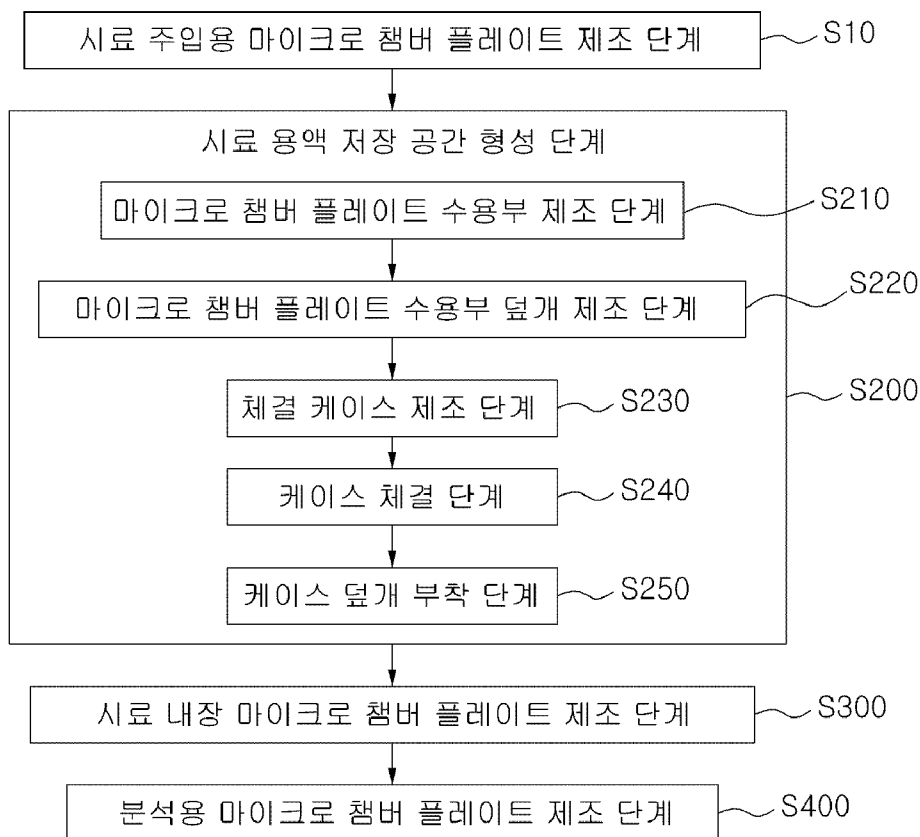 시료 주입용 마이크로 챔버 플레이트 제조 단계 S10
시료 용액 저장 공간 형성 단계
마이크로 챔버 플레이트 수용부 제조 단계 S210
마이크로 챔버 플레이트 수용부 덮개 제조 단계 S220
체결 케이스 제조 단계 S230
S200
케이스 체결 단계 S240
케이스 덮개 부착 단계 S250
시료 내장 마이크로 챔버 플레이트 제조 단계 S300
분석용 마이크로 챔버 플레이트 제조 단계 S400